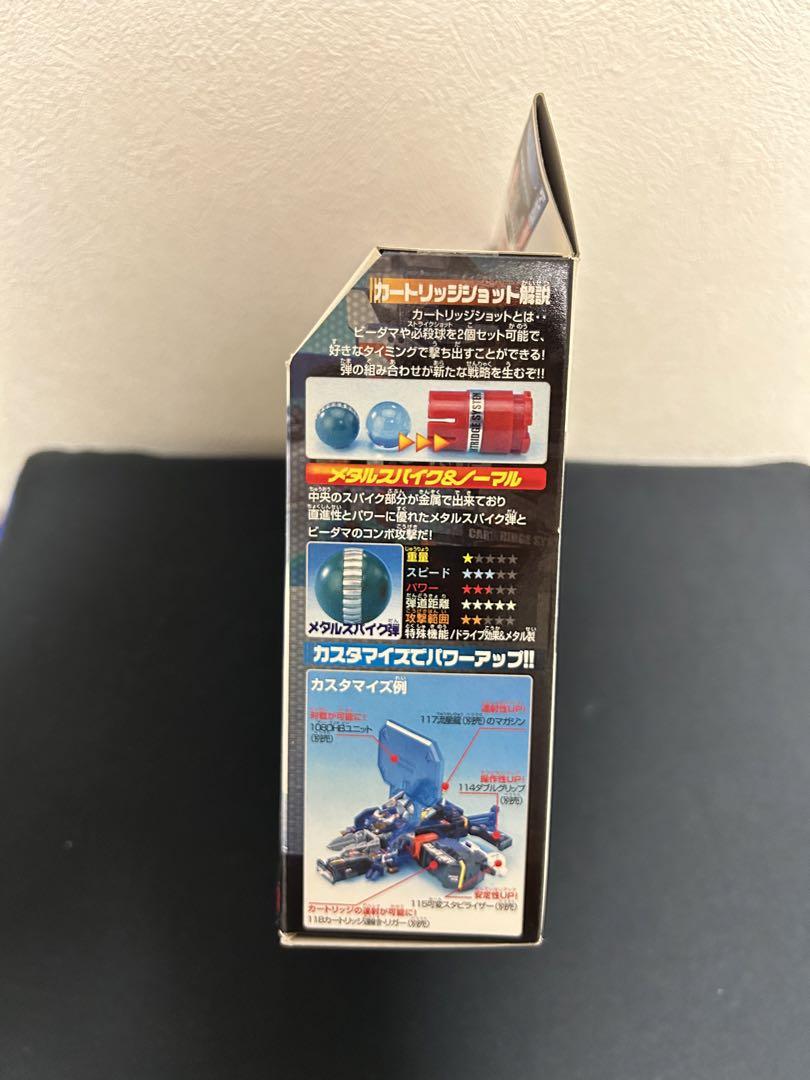 カートリッジショット解説
カートリッジショットとは・・
ビーダマや必殺球を2個セット可能で、
好きなタイミングで撃ち出すことができる!
弾の組み合わせが新たな戦略を生むぞ!!
TRIDGE SYSTEM
メタルスパイク&ノーマル
中央のスパイク部分が金属で出来ており
直進性とパワーに優れたメタルスパイク弾と
ビーダマのコンボ攻撃だ!
CARTRIDGE SY
重量 ★★★★★
スピード ★★★★★
パワー ★★★★★
弾道距離 ★★★★★
攻撃範囲 ★★★★★
特殊機能/ドライブ効果&メタル製
メタルスパイク弾
カスタマイズでパワーアップ!!
カスタマイズ例
対戦が可能に!
108DHBユニット
(別売)
連射性UP!
117流星龍(別売)のマガジン
操作性UP!
114ダブルグリップ
(別売)
安定性UP!
115可変スタビライザー(別売)
カートリッジの連射が可能に!
118カートリッジ連射トリガー(別売)